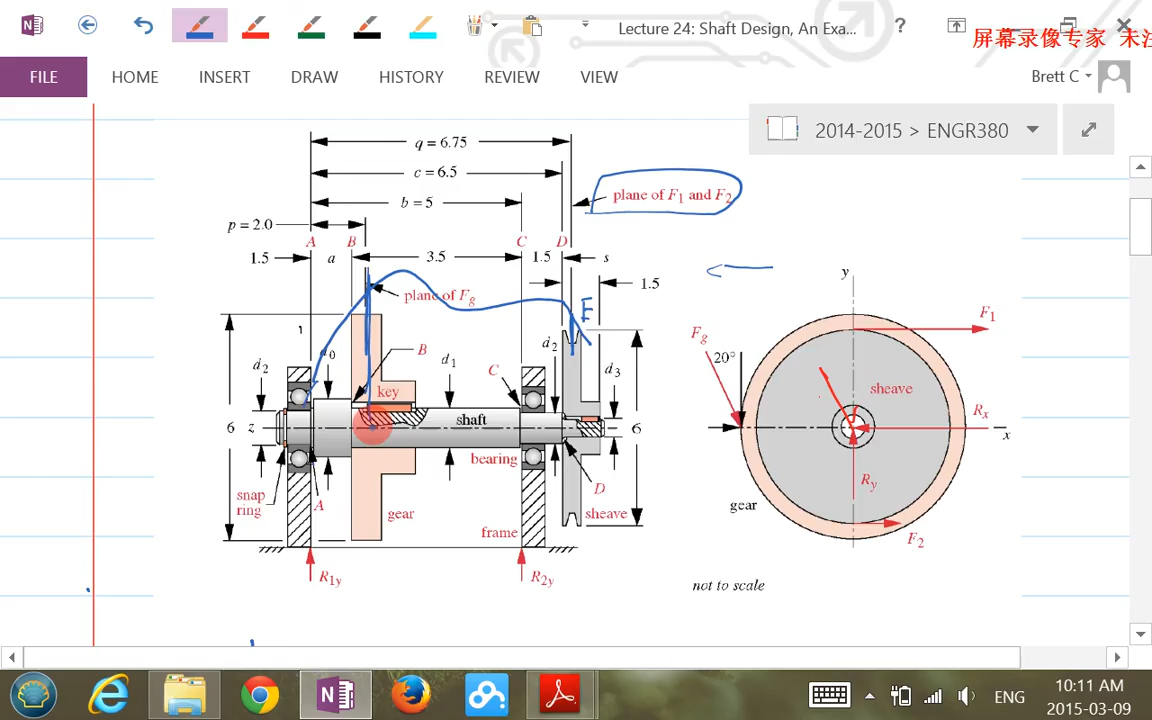 Lecture 24: Shaft Design, An Exa...
?
屏幕录像专家 未注
FILE
HOME
INSERT
DRAW
HISTORY
REVIEW
VIEW
Brett C
2014-2015 > ENGR380
q = 6.75
c = 6.5
plane of F₁ and F₂
b = 5
p = 2.0
A
B
C
D
1.5
a
3.5
1.5
s
1.5
plane of Fg
E
y
F₁
Fg
20°
d₂
d₀
B
d₁
C
d₂
d₃
key
sheave
6
z
shaft
6
Rₓ
x
bearing
Ry
snap
ring
A
gear
D
sheave
gear
frame
F₂
R1y
R2y
not to scale
ENG
10:11 AM
2015-03-09